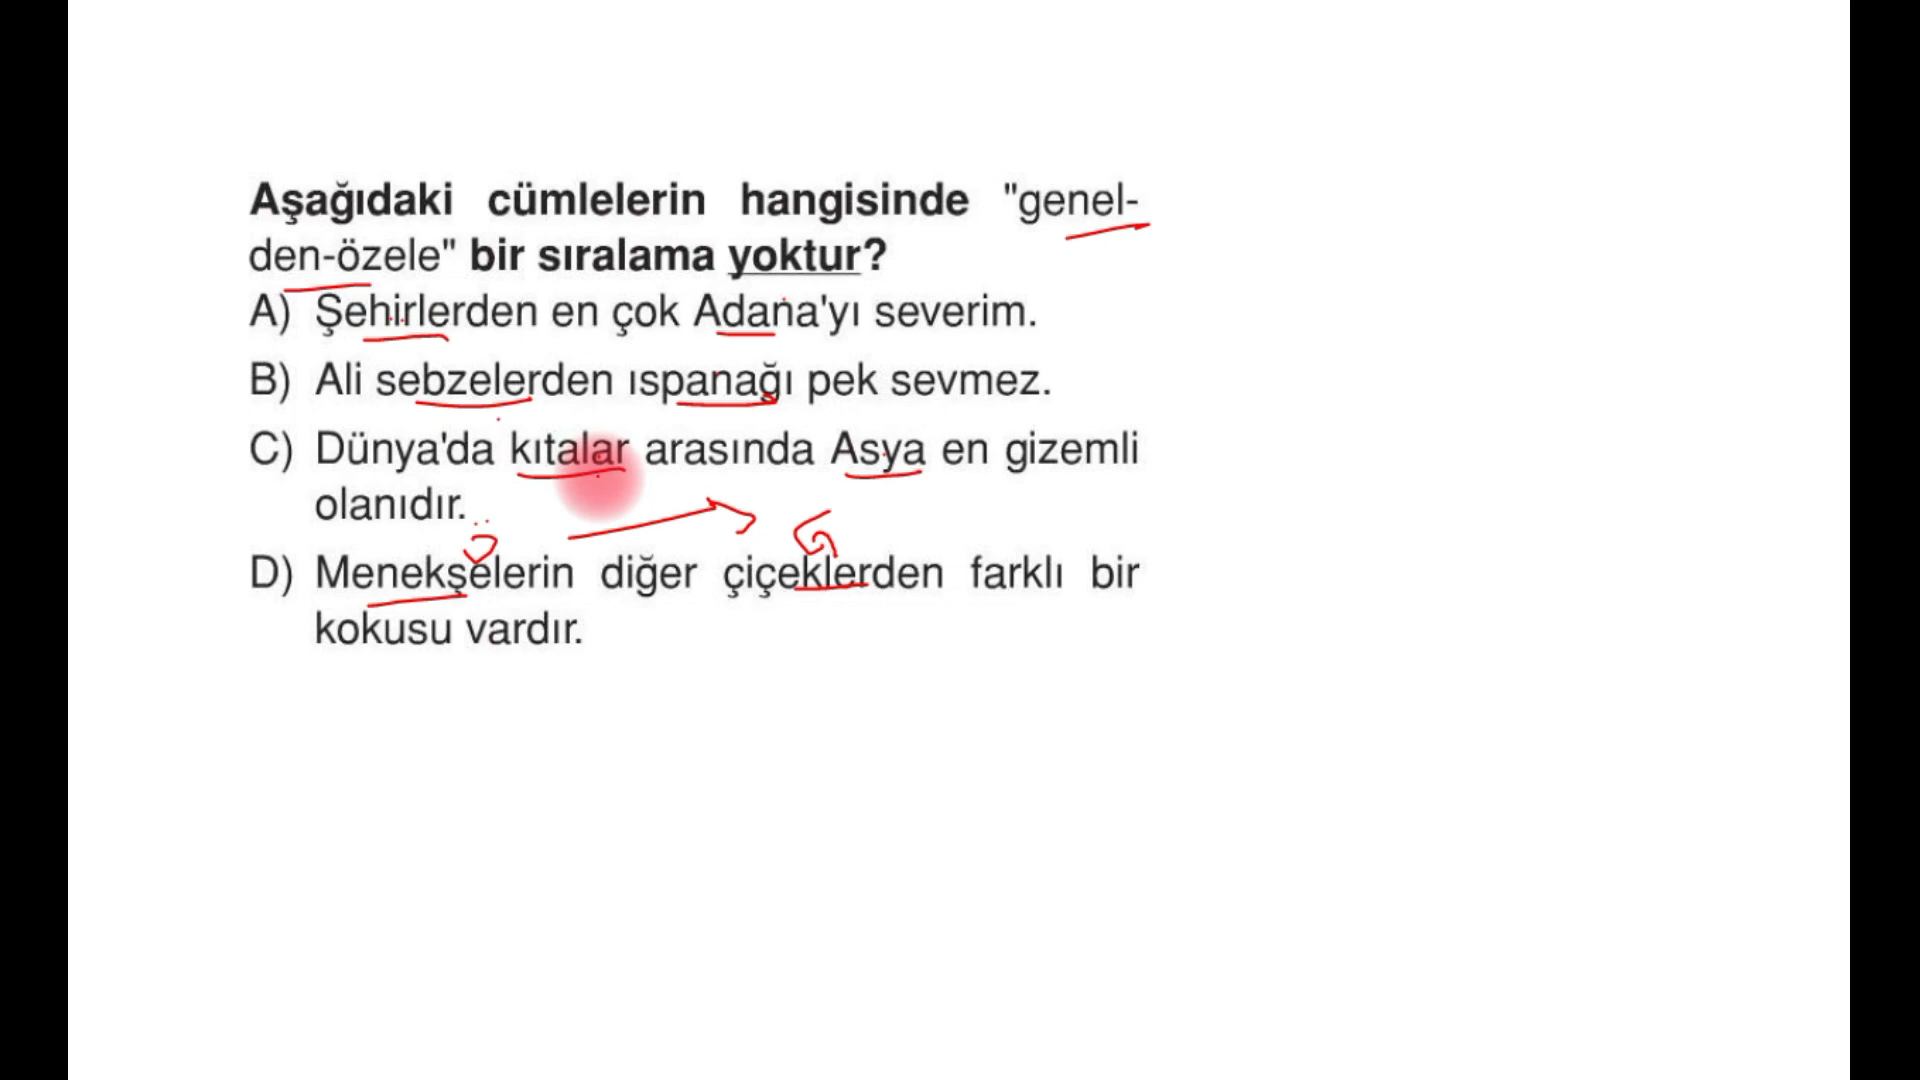 Aşağıdaki cümlelerin hangisinde "genel-
den-özele" bir sıralama yoktur?
A) Şehirlerden en çok Adana'yı severim.
B) Ali sebzelerden ıspanağı pek sevmez.
C) Dünya'da kıtalar arasında Asya en gizemli
olanıdır.
Ö G
D) Menekşelerin diğer çiçeklerden farklı bir
kokusu vardır.